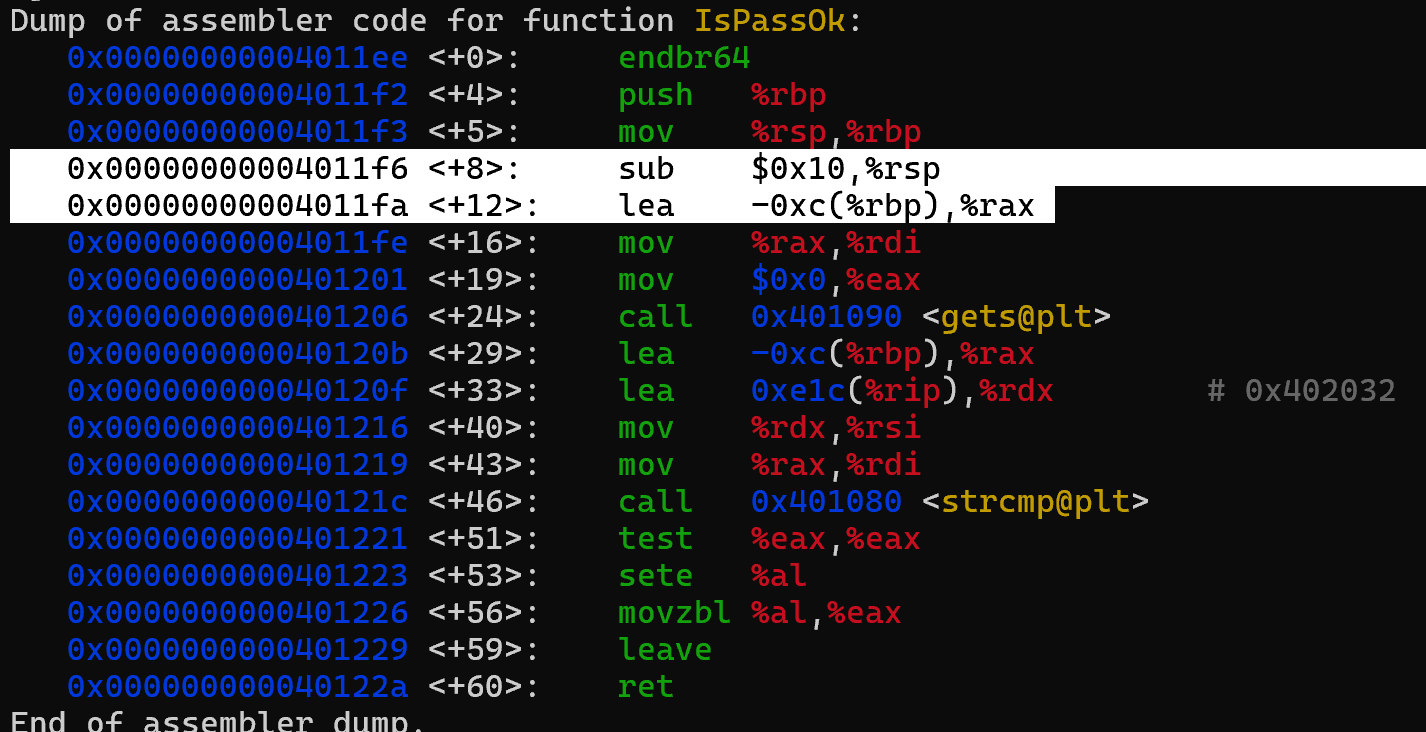 Dump of assembler code for function IsPassOk:
   0x00000000004011ee <+0>:     endbr64
   0x00000000004011f2 <+4>:     push   %rbp
   0x00000000004011f3 <+5>:     mov    %rsp,%rbp
   0x00000000004011f6 <+8>:     sub    $0x10,%rsp
   0x00000000004011fa <+12>:    lea    -0xc(%rbp),%rax
   0x00000000004011fe <+16>:    mov    %rax,%rdi
   0x0000000000401201 <+19>:    mov    $0x0,%eax
   0x0000000000401206 <+24>:    call   0x401090 <gets@plt>
   0x000000000040120b <+29>:    lea    -0xc(%rbp),%rax
   0x000000000040120f <+33>:    lea    0xe1c(%rip),%rdx        # 0x402032
   0x0000000000401216 <+40>:    mov    %rdx,%rsi
   0x0000000000401219 <+43>:    mov    %rax,%rdi
   0x000000000040121c <+46>:    call   0x401080 <strcmp@plt>
   0x0000000000401221 <+51>:    test   %eax,%eax
   0x0000000000401223 <+53>:    sete   %al
   0x0000000000401226 <+56>:    movzbl %al,%eax
   0x0000000000401229 <+59>:    leave
   0x000000000040122a <+60>:    ret
End of assembler dump.